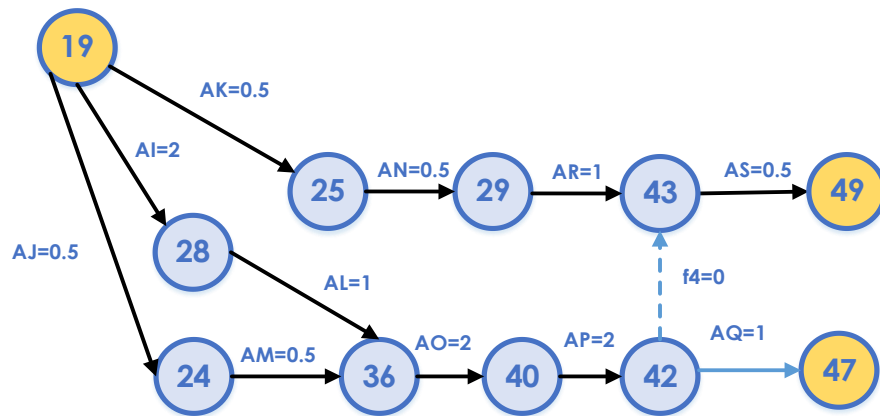 19
AK=0.5
AI=2
25
AN=0.5
29
AR=1
43
AS=0.5
49
AJ=0.5
28
AL=1
f4=0
24
AM=0.5
36
AO=2
40
AP=2
42
AQ=1
47